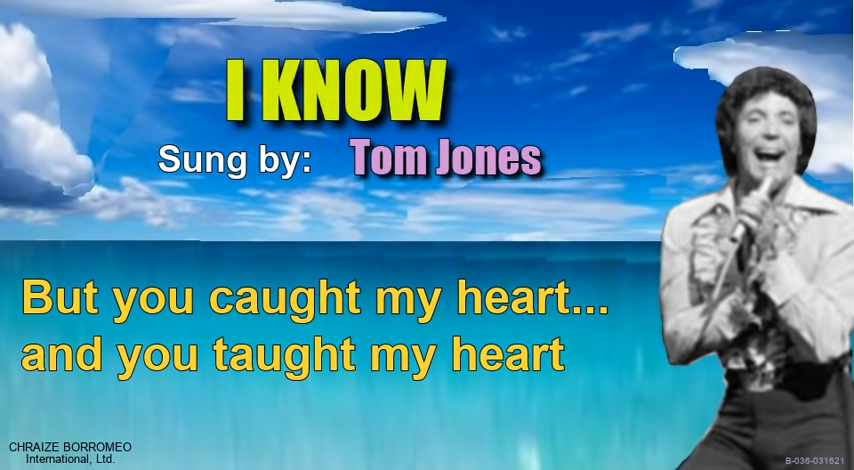 I KNOW
Sung by: Tom Jones
But you caught my heart...
and you taught my heart
CHRAIZE BORROMEO
International, Ltd.
B-036-031621